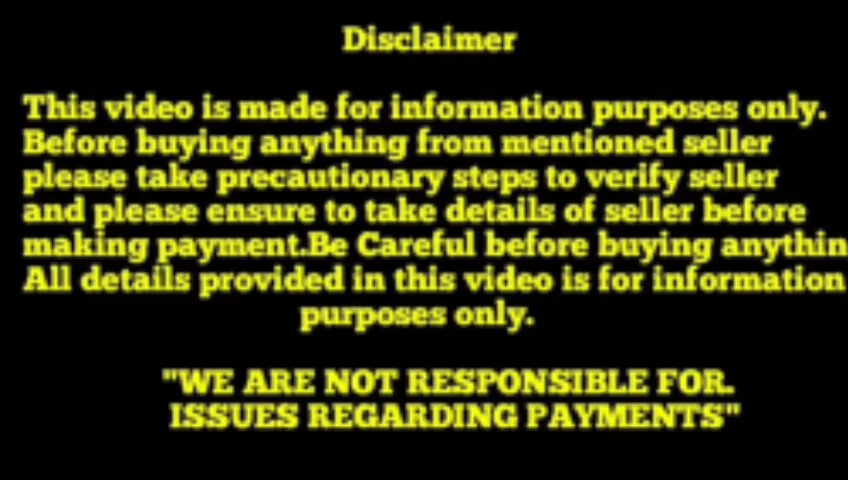 Disclaimer
This video is made for information purposes only.
Before buying anything from mentioned seller
please take precautionary steps to verify seller
and please ensure to take details of seller before
making payment.Be Careful before buying anythin
All details provided in this video is for information
purposes only.
"WE ARE NOT RESPONSIBLE FOR.
ISSUES REGARDING PAYMENTS"